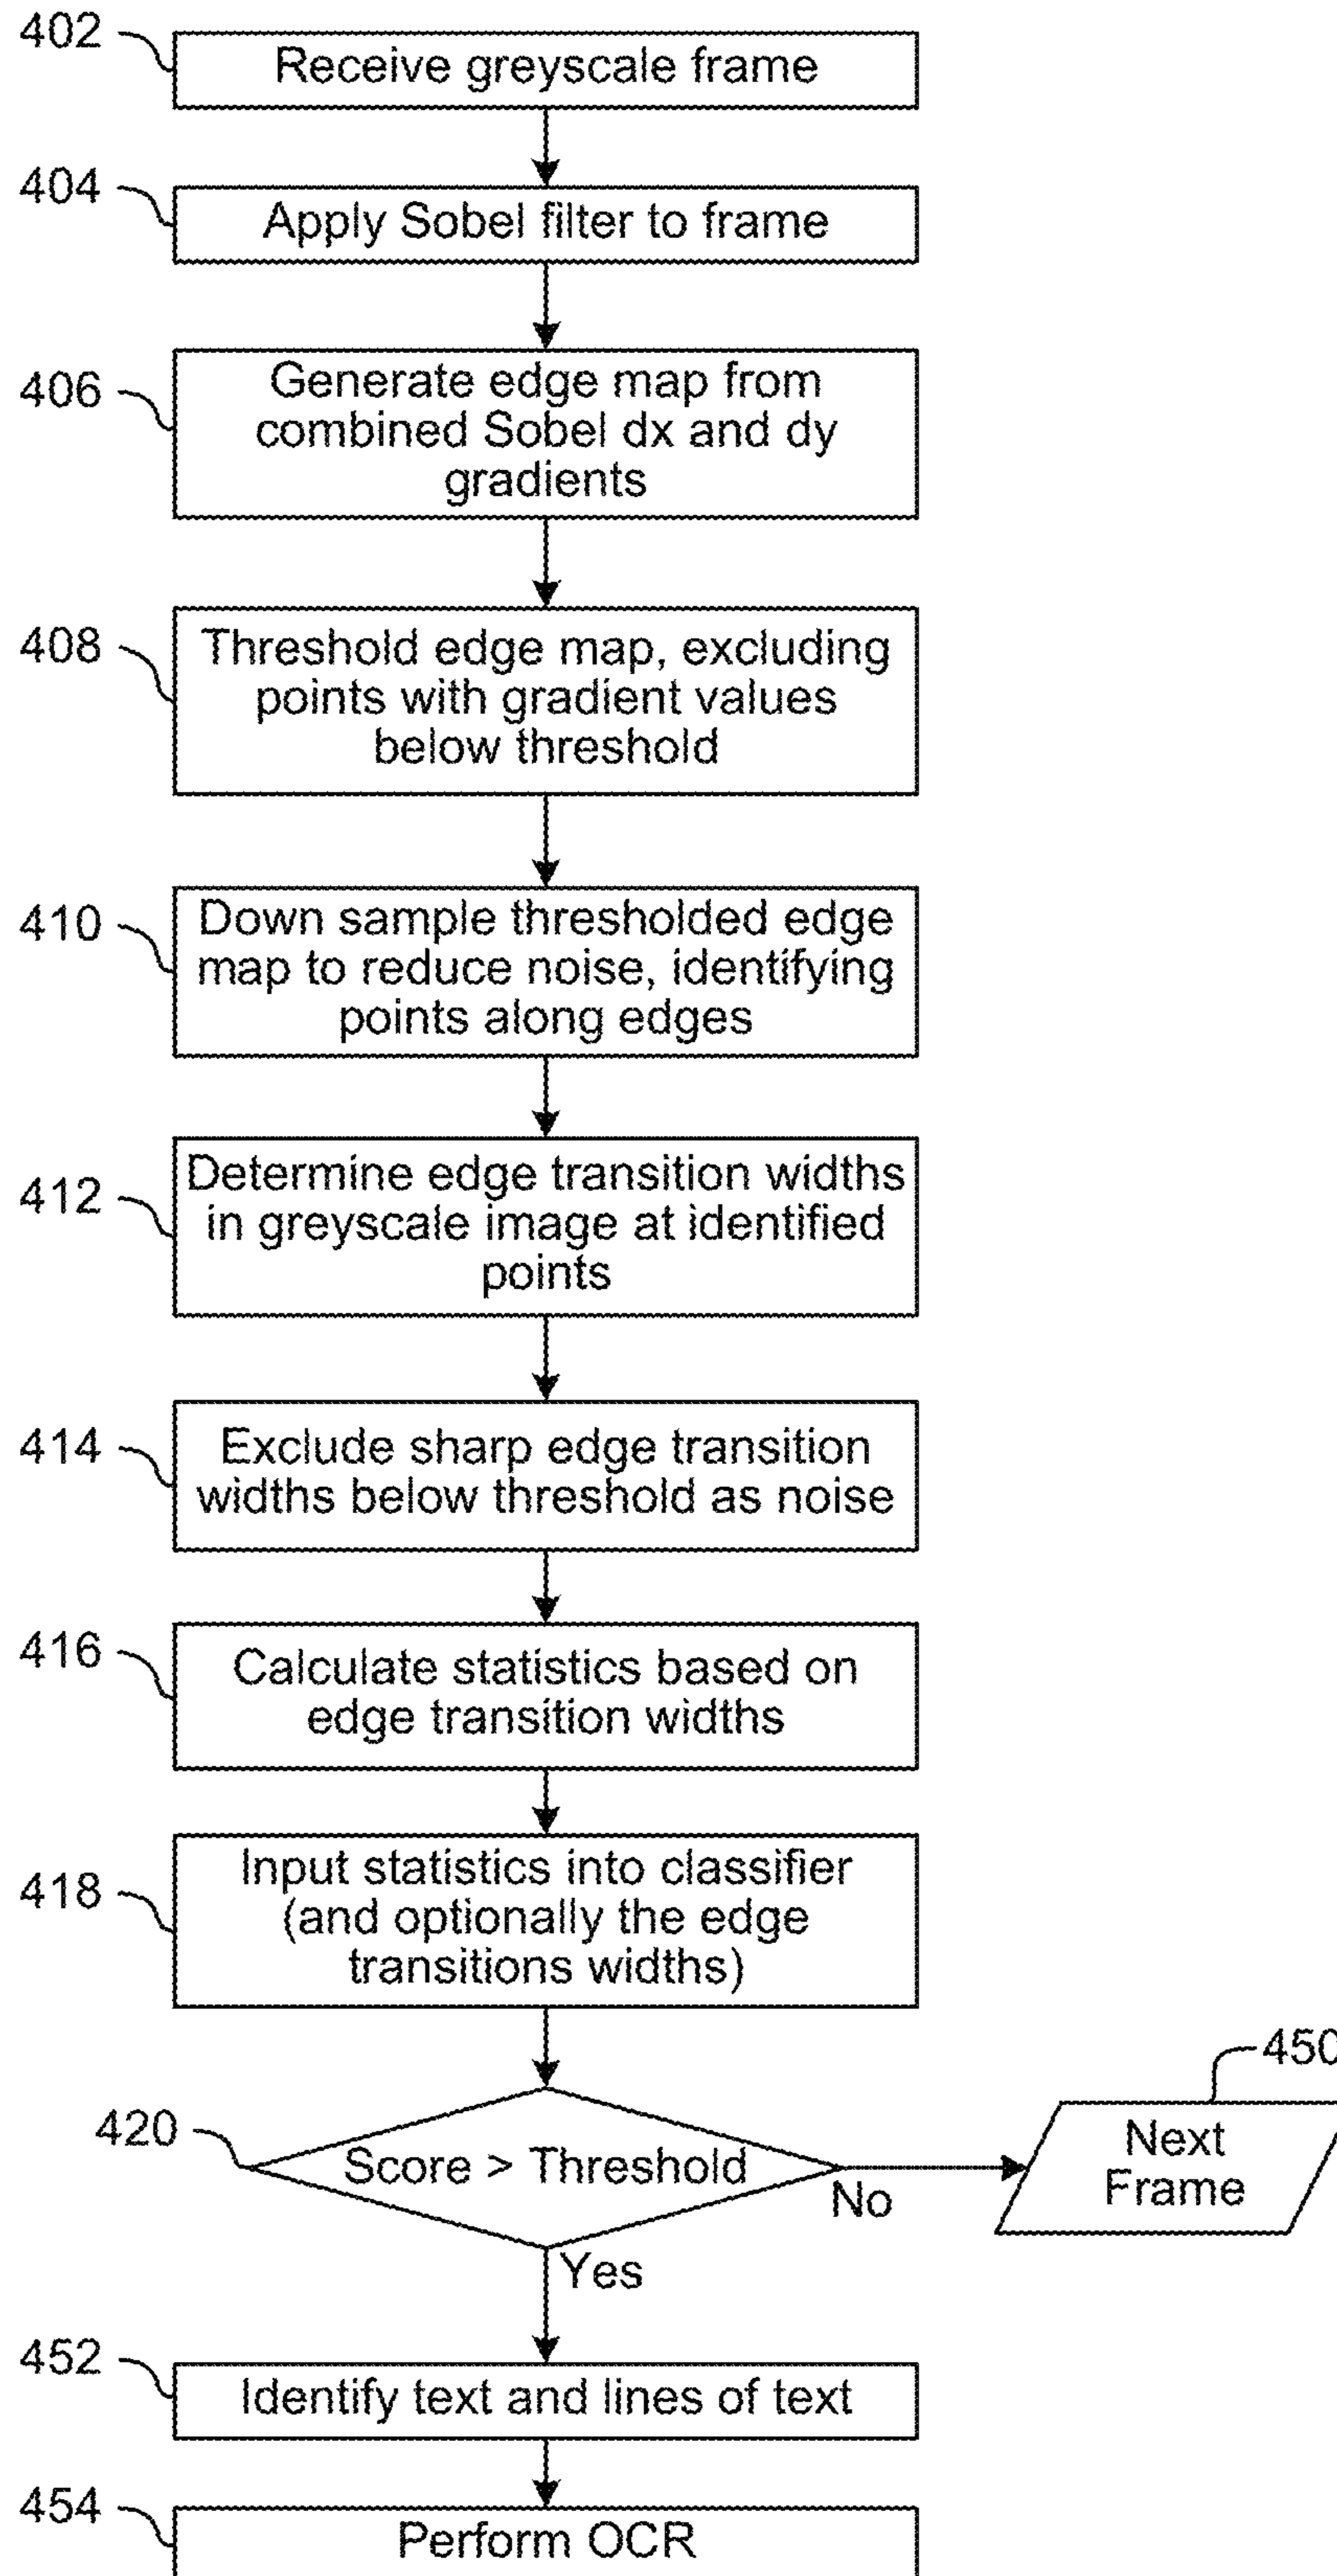 402
Receive greyscale frame
404
Apply Sobel filter to frame
406
Generate edge map from
combined Sobel dx and dy
gradients
408
Threshold edge map, excluding
points with gradient values
below threshold
410
Down sample thresholded edge
map to reduce noise, identifying
points along edges
412
Determine edge transition widths
in greyscale image at identified
points
414
Exclude sharp edge transition
widths below threshold as noise
416
Calculate statistics based on
edge transition widths
418
Input statistics into classifier
(and optionally the edge
transitions widths)
420
Score > Threshold
No
450
Next
Frame
Yes
452
Identify text and lines of text
454
Perform OCR